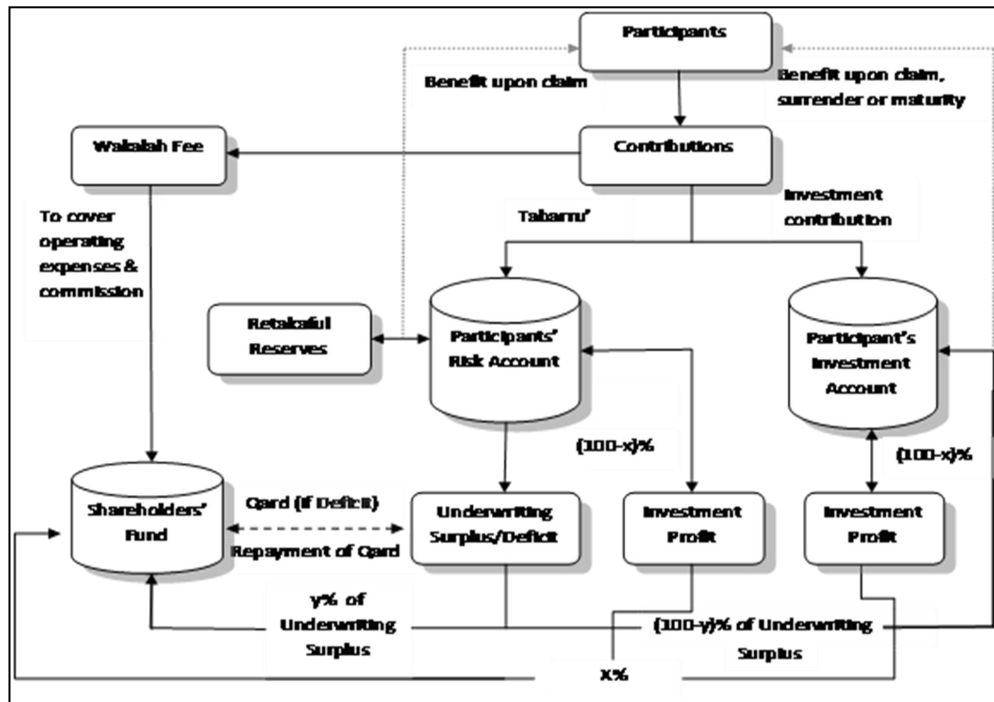 Participants
Benefit upon claim
Benefit upon claim,
surrender or maturity
Wakalah Fee
Contributions
To cover
operating
expenses &
commission
Tabarru'
Investment
contribution
Retakaful
Reserves
Participants'
Risk Account
Participant's
Investment
Account
(100-x)%
(100-x)%
Shareholders'
Fund
Qard (if Deficit)
Repayment of Qard
Underwriting
Surplus/Deficit
Investment
Profit
Investment
Profit
y% of
Underwriting
Surplus
(100-y)% of Underwriting
Surplus
X%